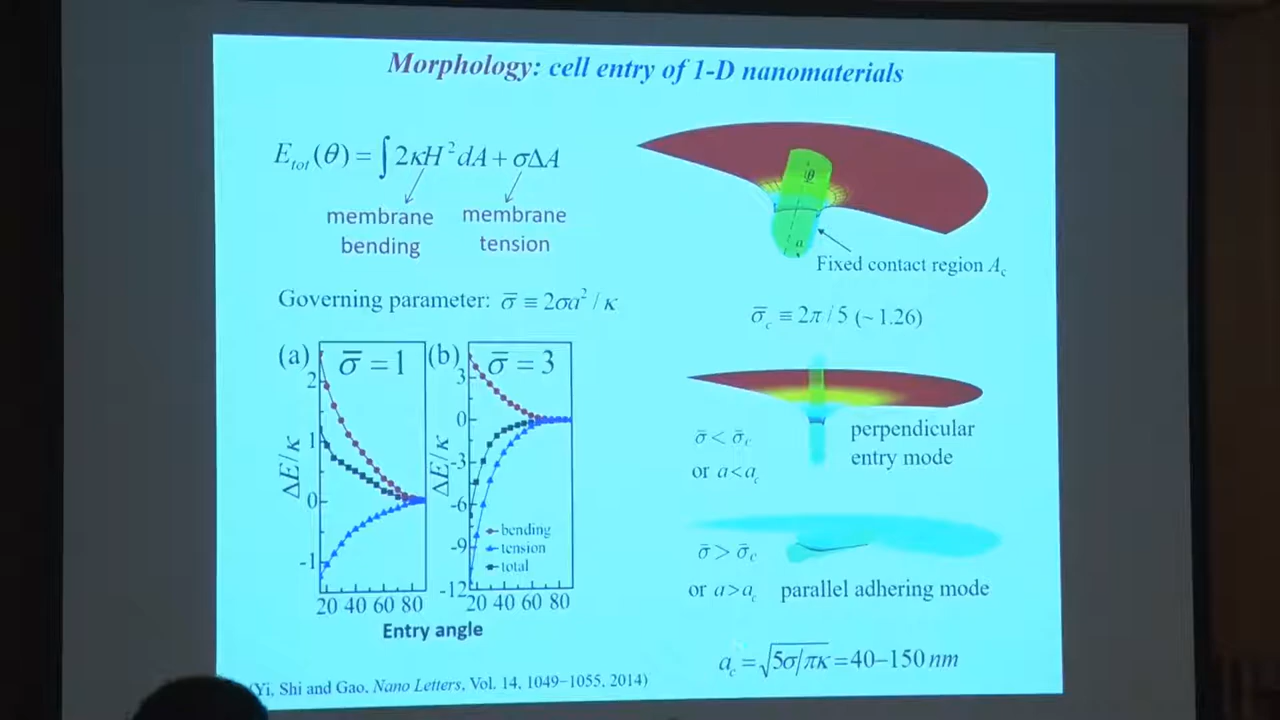 Morphology: cell entry of 1-D nanomaterials
E_tot(θ) = ∫ 2κH² dA + σΔA
membrane bending
membrane tension
φ
a
Fixed contact region A_c
Governing parameter: σ̄ ≡ 2σa² / κ
σ̄_c ≡ 2π / 5 (~ 1.26)
(a) σ̄ = 1
ΔE/κ
2
1
0
-1
20 40 60 80
(b) σ̄ = 3
ΔE/κ
3
0
-3
-6
-9
-12
bending
tension
total
20 40 60 80
Entry angle
σ̄ < σ̄_c
or a<a_c
perpendicular
entry mode
σ̄ > σ̄_c
or a>a_c parallel adhering mode
a_c = √5σ/πκ = 40–150 nm
(Yi, Shi and Gao, Nano Letters, Vol. 14, 1049−1055, 2014)